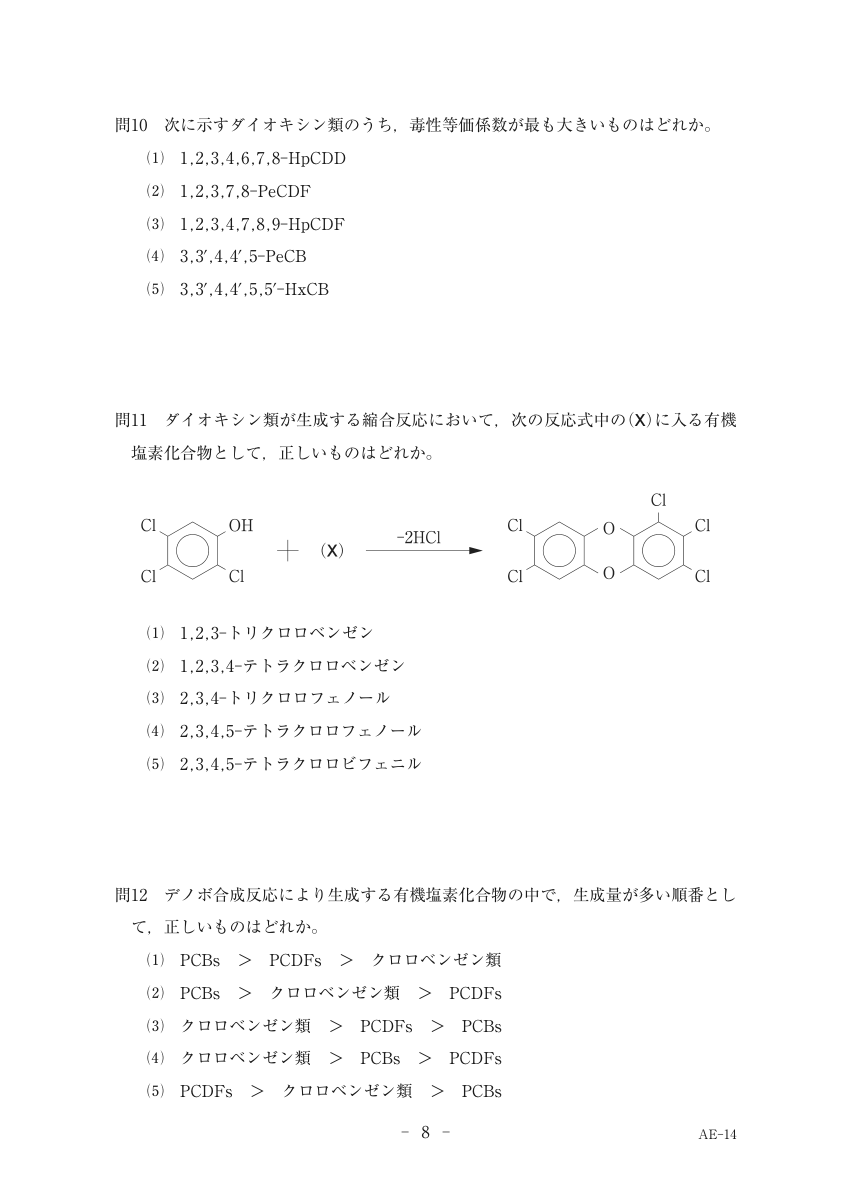 問10　次に示すダイオキシン類のうち，毒性等価係数が最も大きいものはどれか。
⑴　1,2,3,4,6,7,8-HpCDD
⑵　1,2,3,7,8-PeCDF
⑶　1,2,3,4,7,8,9-HpCDF
⑷　3,3′,4,4′,5-PeCB
⑸　3,3′,4,4′,5,5′-HxCB
問11　ダイオキシン類が生成する縮合反応において，次の反応式中の(X)に入る有機
塩素化合物として，正しいものはどれか。
Cl
Cl OH Cl O Cl
＋ (X) -2HCl
Cl Cl Cl O Cl
⑴　1,2,3-トリクロロベンゼン
⑵　1,2,3,4-テトラクロロベンゼン
⑶　2,3,4-トリクロロフェノール
⑷　2,3,4,5-テトラクロロフェノール
⑸　2,3,4,5-テトラクロロビフェニル
問12　デノボ合成反応により生成する有機塩素化合物の中で，生成量が多い順番とし
て，正しいものはどれか。
⑴　PCBs　＞　PCDFs　＞　クロロベンゼン類
⑵　PCBs　＞　クロロベンゼン類　＞　PCDFs
⑶　クロロベンゼン類　＞　PCDFs　＞　PCBs
⑷　クロロベンゼン類　＞　PCBs　＞　PCDFs
⑸　PCDFs　＞　クロロベンゼン類　＞　PCBs
- 8 -
AE-14